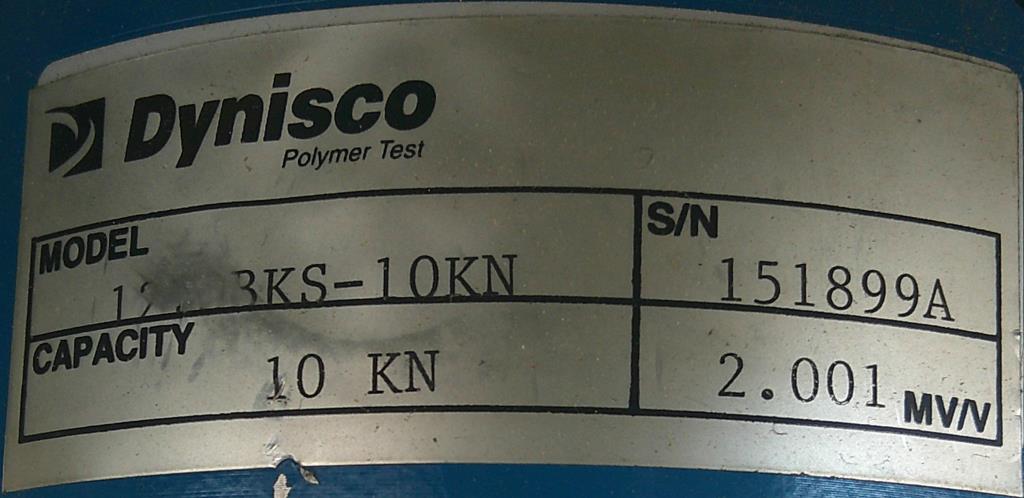 Dynisco
Polymer Test
MODEL
S/N
151899A
CAPACITY
10 KN
2.001 MV/V